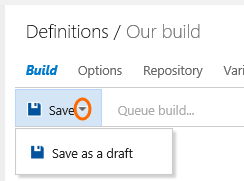 Definitions / Our build
Build Options Repository Vari
Save Queue build...
Save as a draft